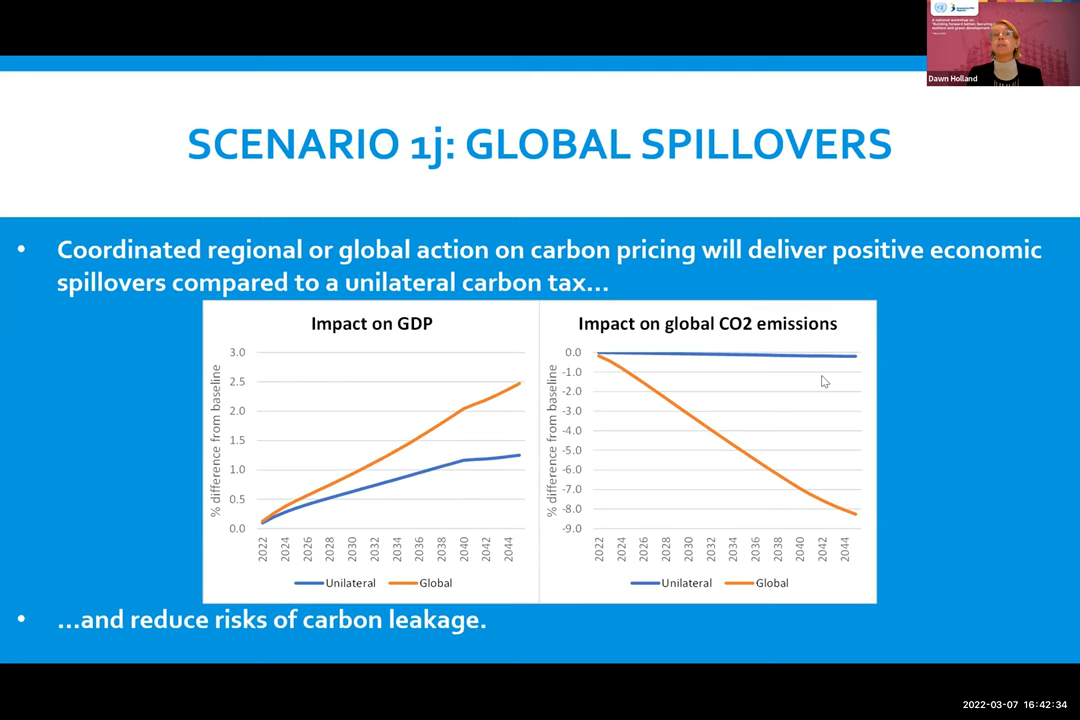 A national workshop on
Dawn Holland
SCENARIO 1j: GLOBAL SPILLOVERS
• Coordinated regional or global action on carbon pricing will deliver positive economic
spillovers compared to a unilateral carbon tax…
Impact on GDP
% difference from baseline
3.0
2.5
2.0
1.5
1.0
0.5
0.0
2022 2024 2026 2028 2030 2032 2034 2036 2038 2040 2042 2044
Unilateral Global
Impact on global CO2 emissions
% difference from baseline
0.0
-1.0
-2.0
-3.0
-4.0
-5.0
-6.0
-7.0
-8.0
-9.0
2022 2024 2026 2028 2030 2032 2034 2036 2038 2040 2042 2044
Unilateral Global
• …and reduce risks of carbon leakage.
2022-03-07 16:42:34